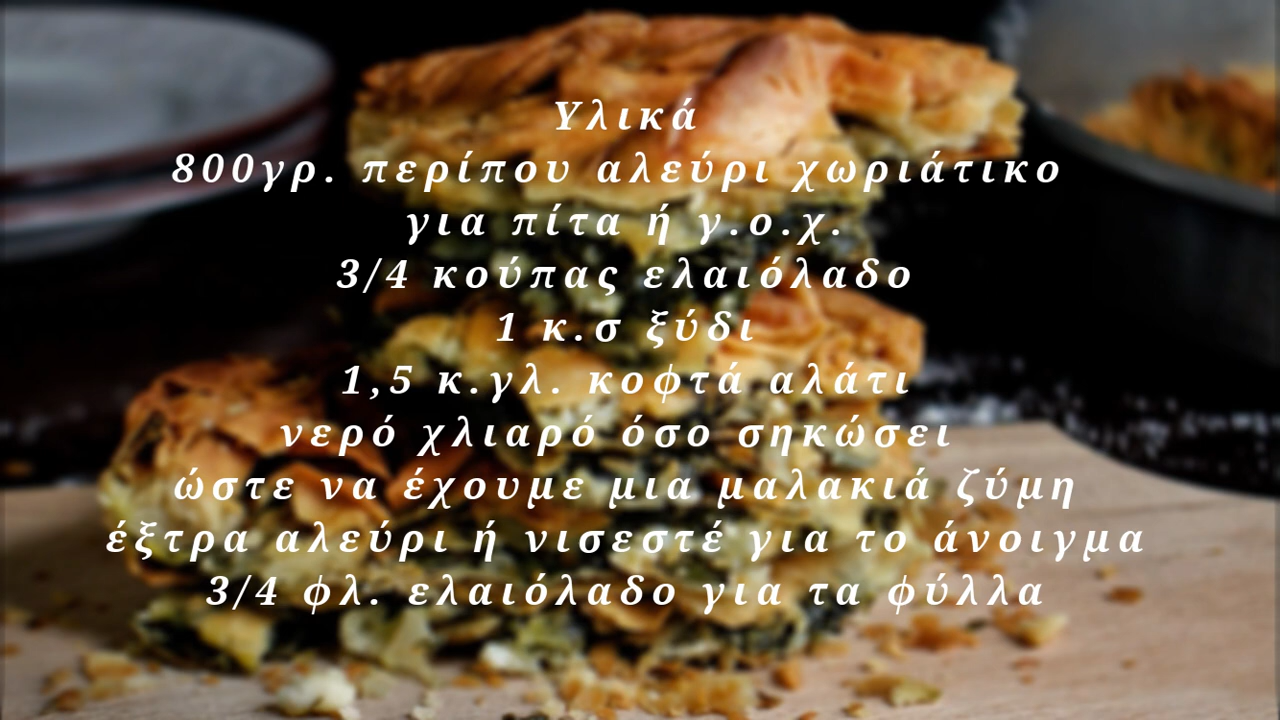 Υλικά
800γρ. περίπου αλεύρι χωριάτικο
για πίτα ή γ.ο.χ.
3/4 κούπας ελαιόλαδο
1 κ.σ ξύδι
1,5 κ.γλ. κοφτά αλάτι
νερό χλιαρό όσο σηκώσει
ώστε να έχουμε μια μαλακιά ζύμη
έξτρα αλεύρι ή νισεστέ για το άνοιγμα
3/4 φλ. ελαιόλαδο για τα φύλλα